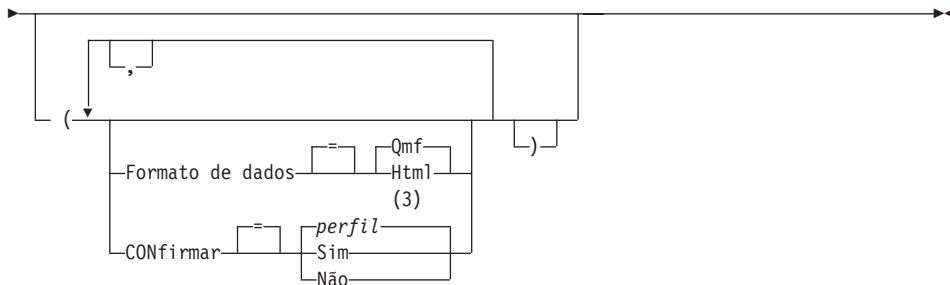 ,
(
)
= Qmf
Formato de dados Html
(3)
= perfil
CONfirmar Sim
Não